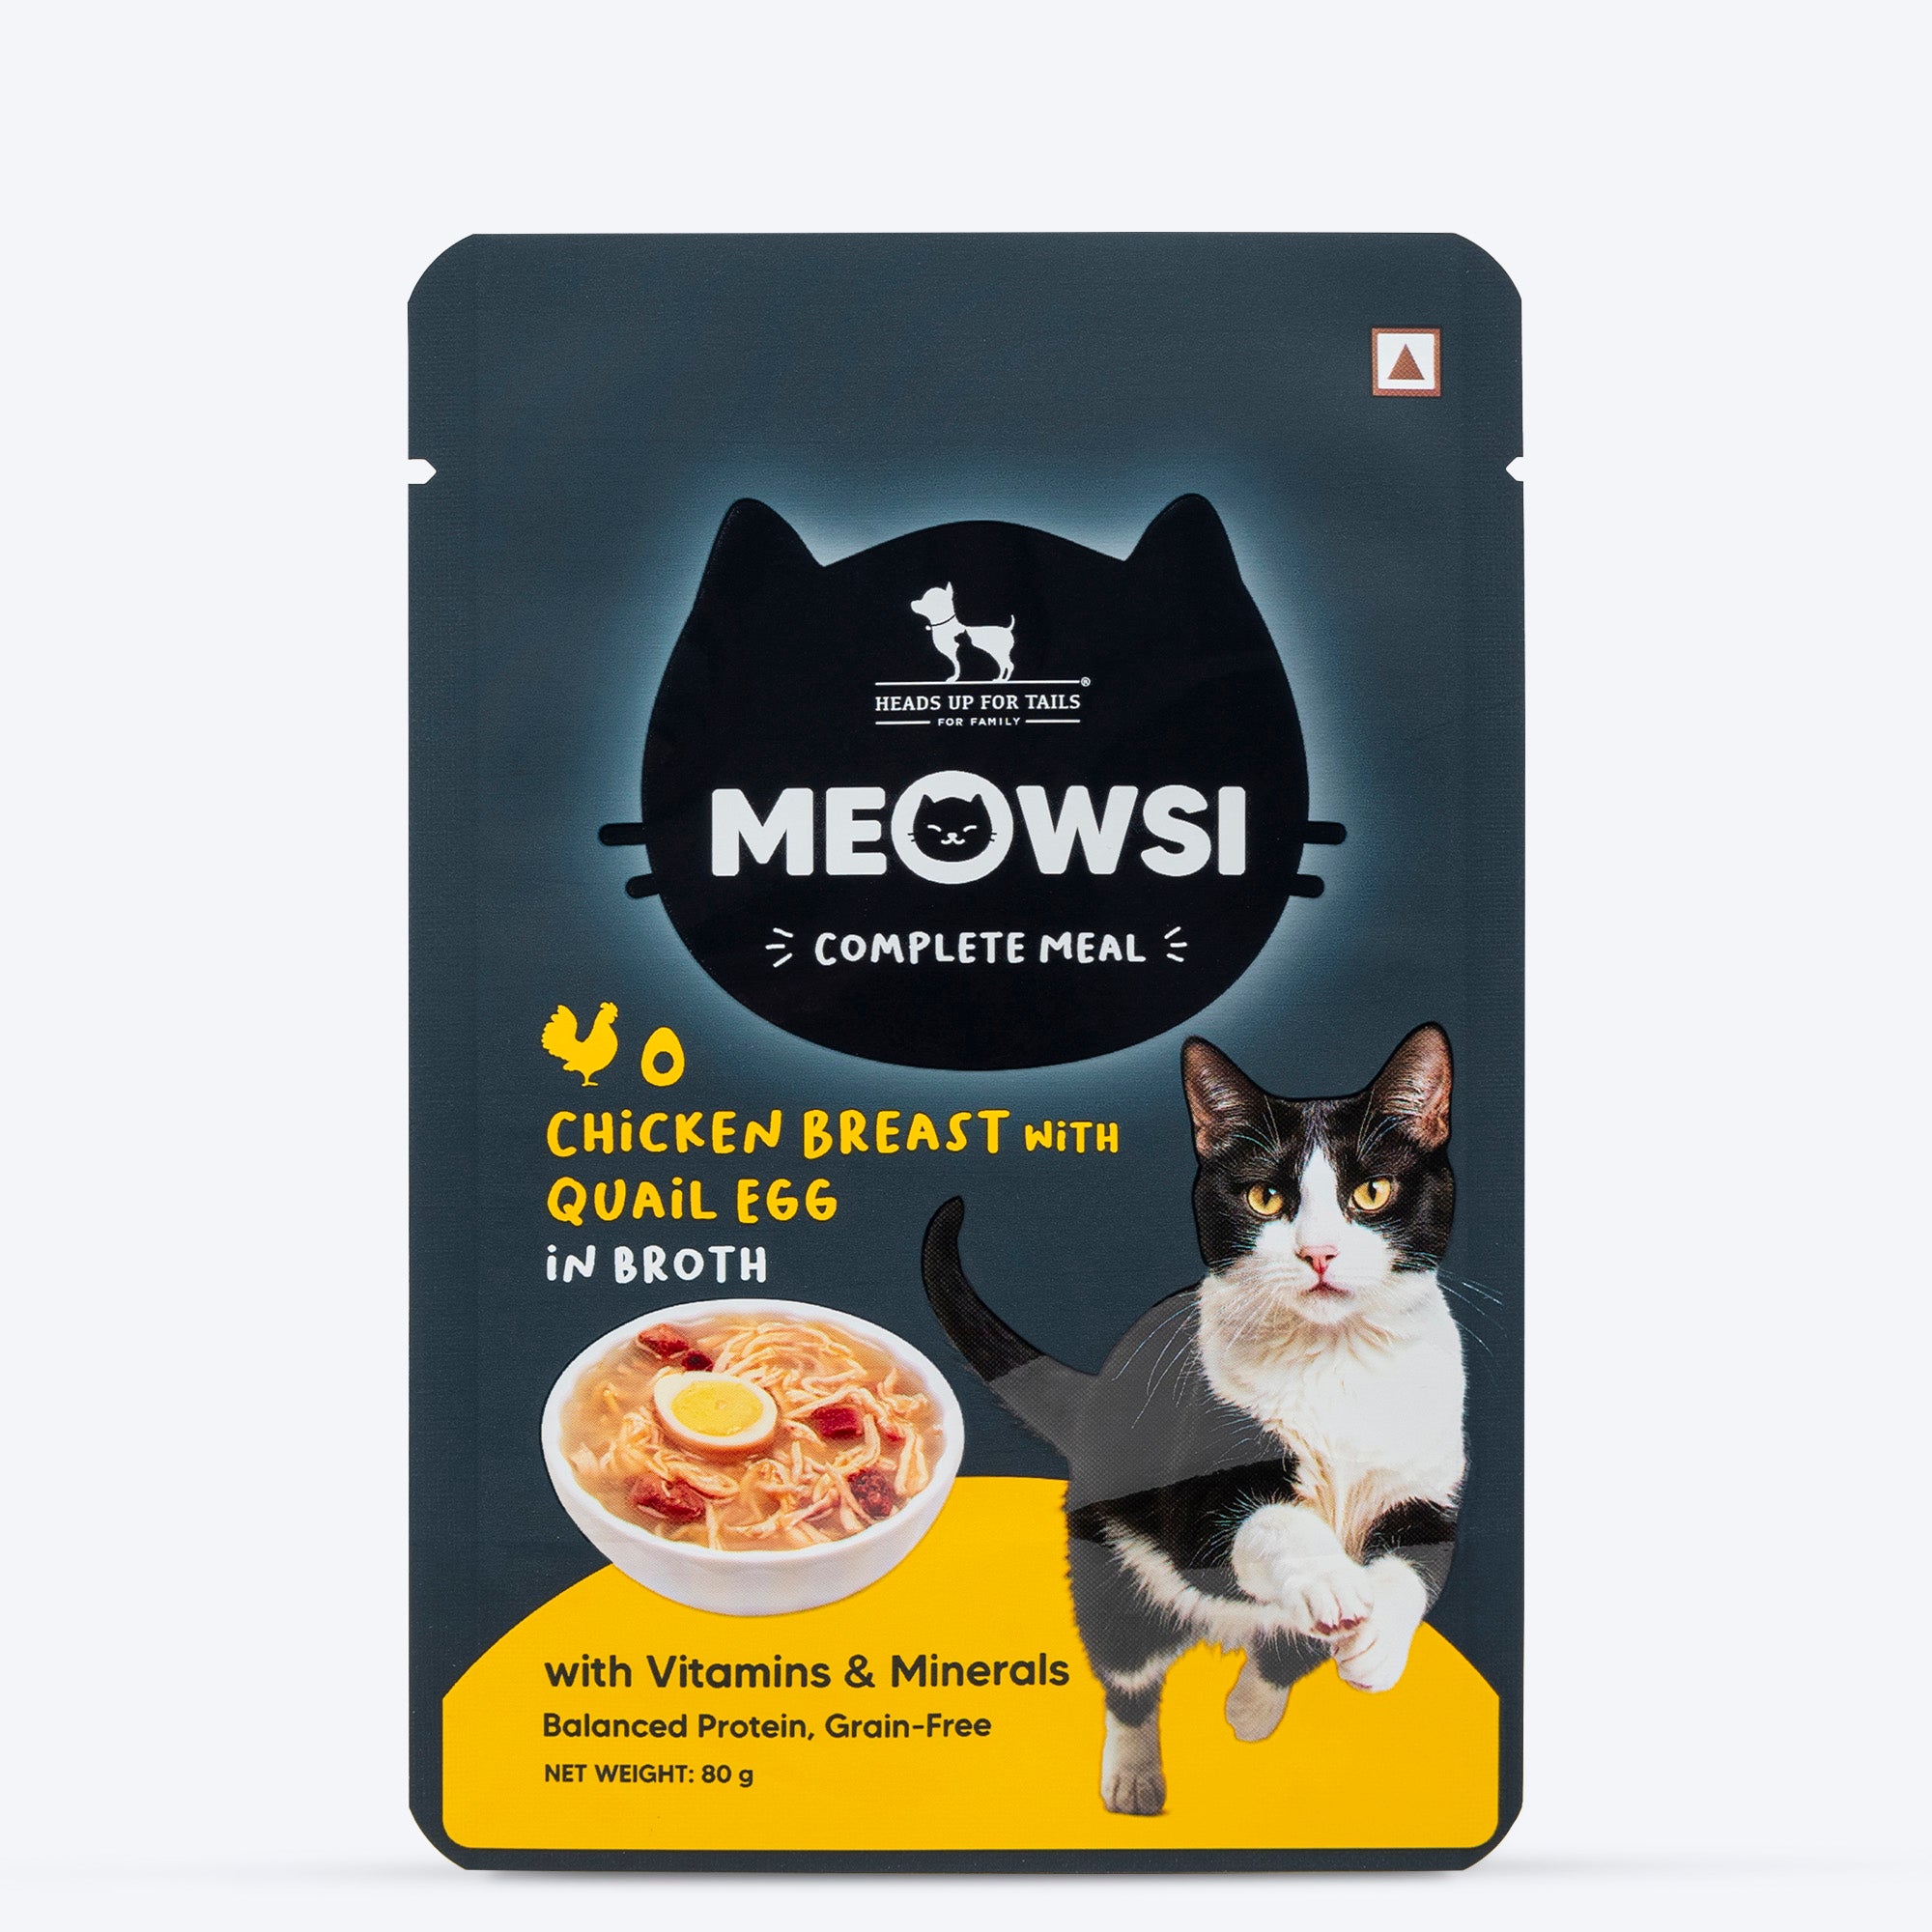 HEADS UP FOR TAILS®
FOR FAMILY
MEOWSI
COMPLETE MEAL
CHiCKEN BREAST WiTH
QUAiL EGG
iN BROTH
with Vitamins & Minerals
Balanced Protein, Grain-Free
NET WEIGHT: 80 g